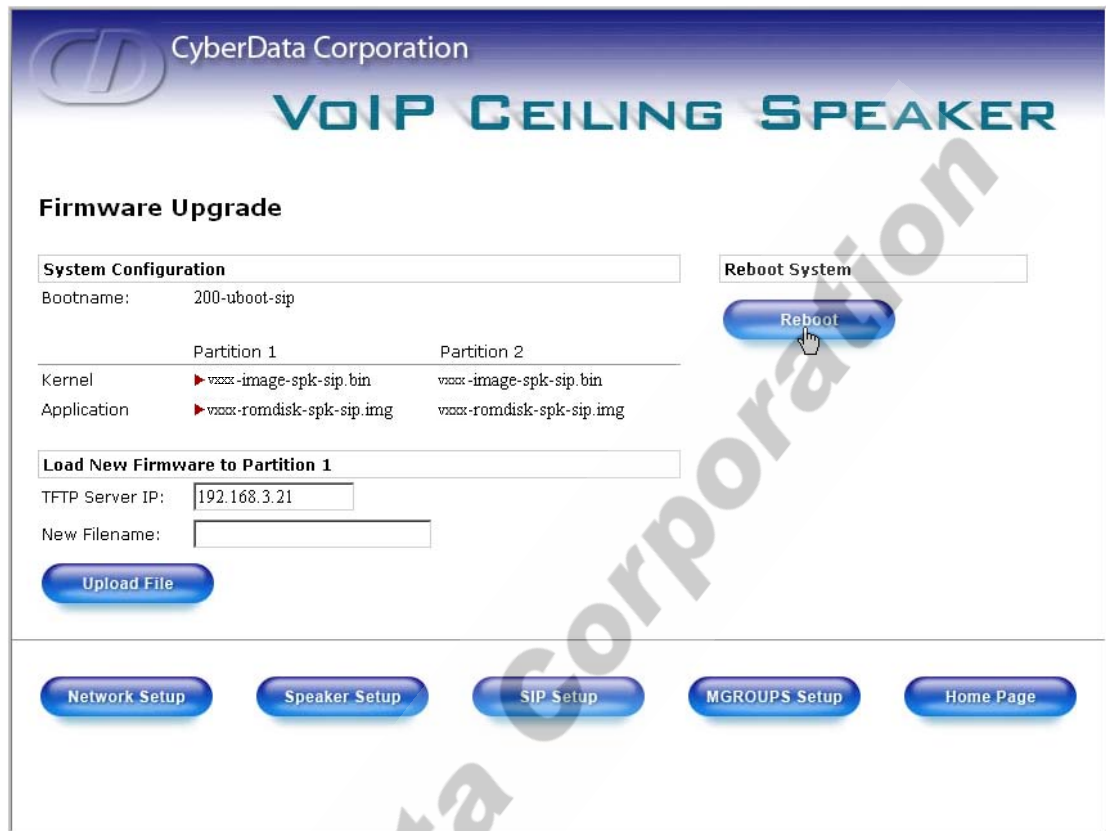 CyberData Corporation
VoIP Ceiling Speaker
Firmware Upgrade
System Configuration
Reboot System
Bootname: 200-uboot-sip
Reboot
Partition 1 Partition 2
Kernel vxxx-image-spk-sip.bin vxxx-image-spk-sip.bin
Application vxxx-romdisk-spk-sip.img vxxx-romdisk-spk-sip.img
Load New Firmware to Partition 1
TFTP Server IP: 192.168.3.21
New Filename:
Upload File
Network Setup Speaker Setup SIP Setup MGROUPS Setup Home Page
ta Corporation